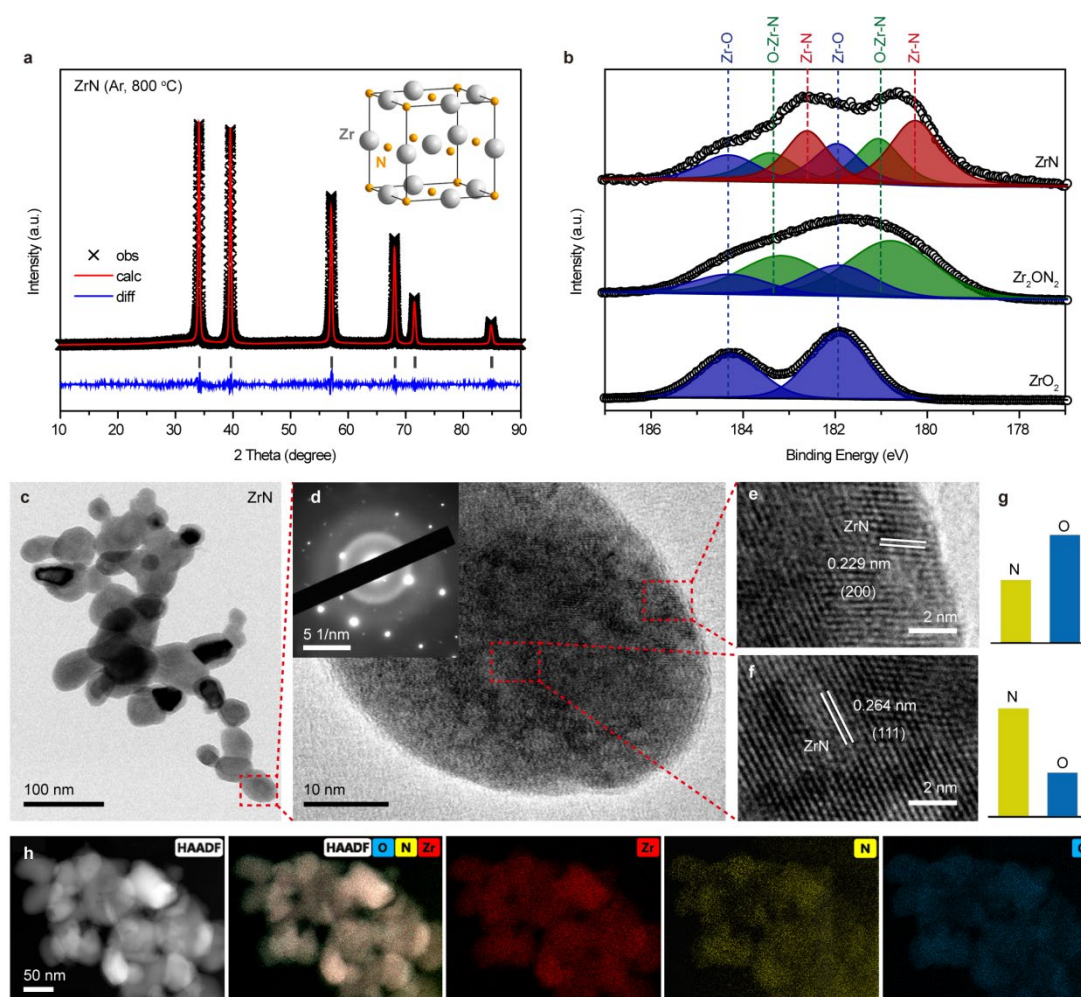 a
ZrN (Ar, 800 °C)
Zr
N
obs
calc
diff
Intensity (a.u.)
10 20 30 40 50 60 70 80 90
2 Theta (degree)
b
Zr-O
O-Zr-N
Zr-N
Zr-O
O-Zr-N
Zr-N
ZrN
Zr₂ON₂
ZrO₂
Intensity (a.u.)
186 184 182 180 178
Binding Energy (eV)
c
ZrN
100 nm
d
5 1/nm
10 nm
e
ZrN
0.229 nm
(200)
2 nm
f
0.264 nm
(111)
ZrN
2 nm
g
N
O
N
O
h
HAADF
50 nm
HAADF O N Zr
Zr
N